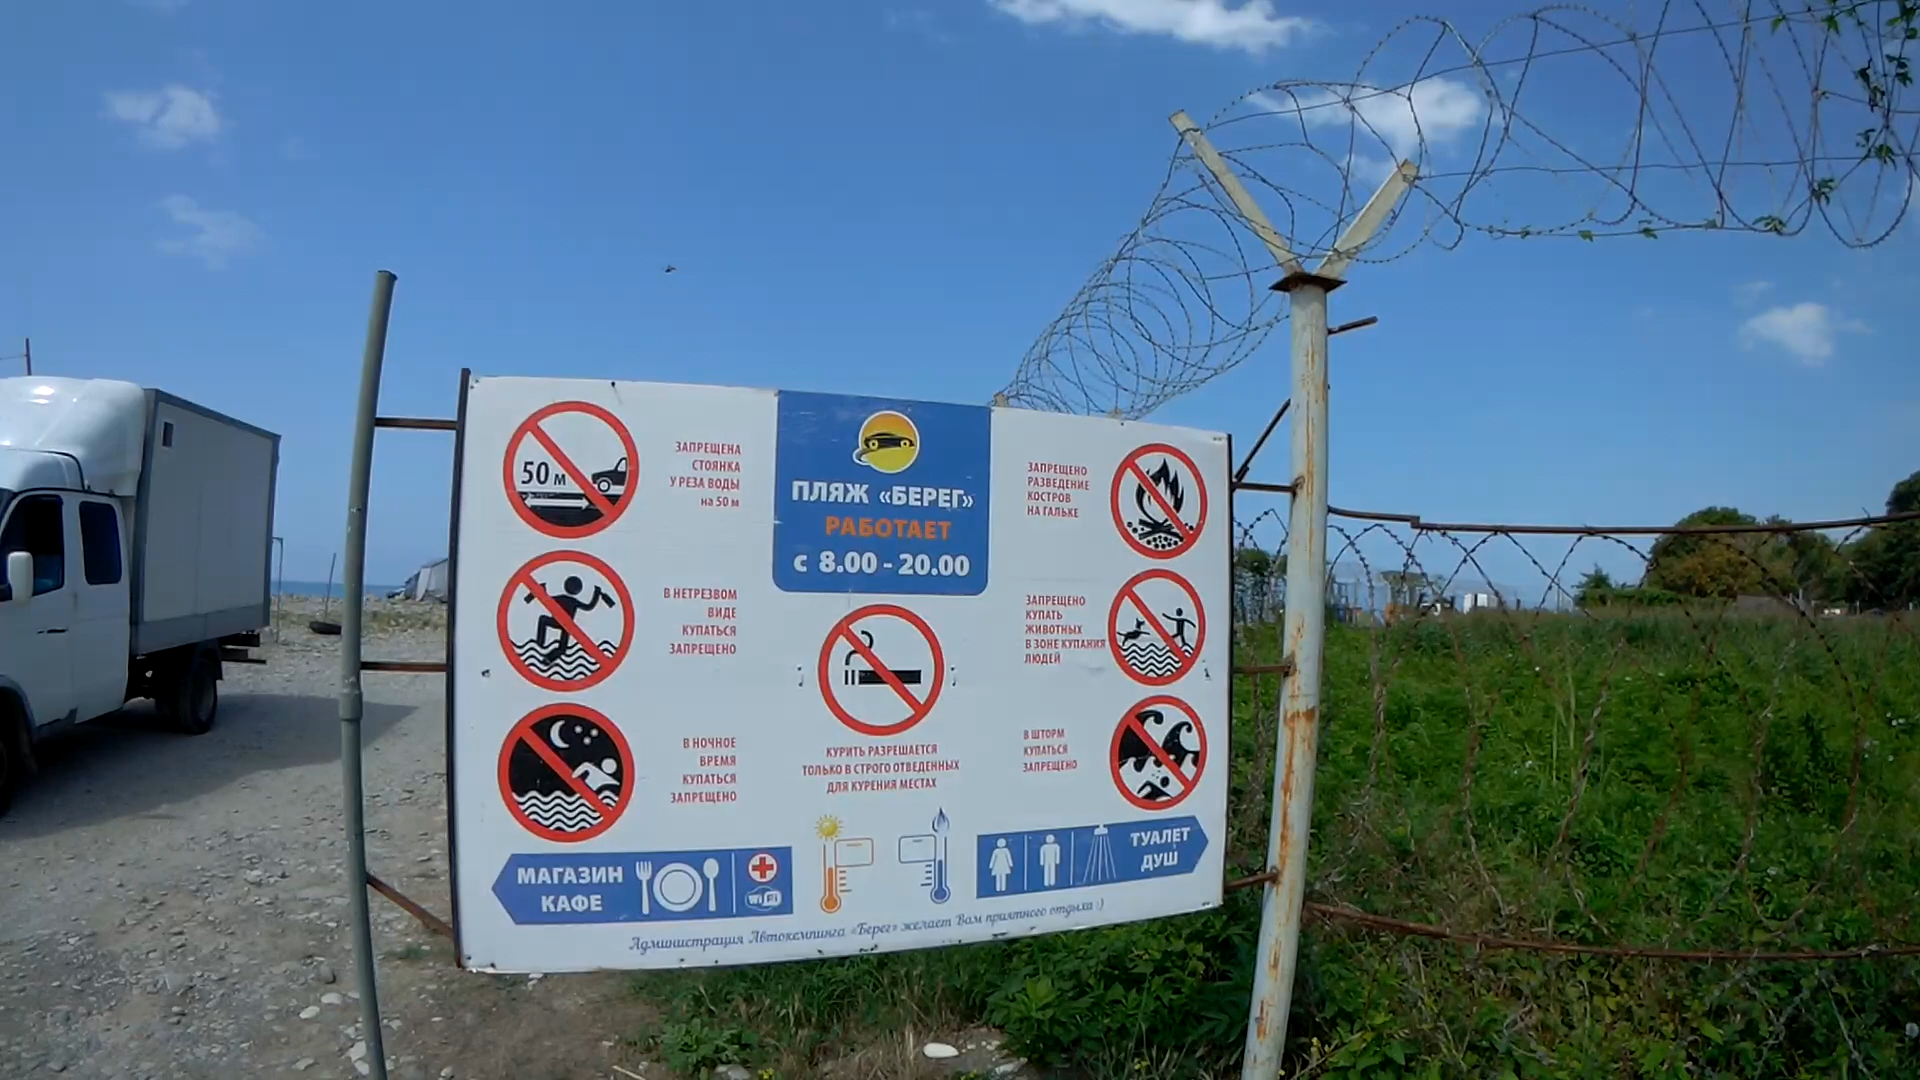 50 м
ЗАПРЕЩЕНА
СТОЯНКА
У РЕЗА ВОДЫ
на 50 м
В НЕТРЕЗВОМ
ВИДЕ
КУПАТЬСЯ
ЗАПРЕЩЕНО
В НОЧНОЕ
ВРЕМЯ
КУПАТЬСЯ
ЗАПРЕЩЕНО
ПЛЯЖ «БЕРЕГ»
РАБОТАЕТ
с 8.00 - 20.00
КУРИТЬ РАЗРЕШАЕТСЯ
ТОЛЬКО В СТРОГО ОТВЕДЕННЫХ
ДЛЯ КУРЕНИЯ МЕСТАХ
ЗАПРЕЩЕНО
РАЗВЕДЕНИЕ
КОСТРОВ
НА ГАЛЬКЕ
ЗАПРЕЩЕНО
КУПАТЬ
ЖИВОТНЫХ
В ЗОНЕ КУПАНИЯ
ЛЮДЕЙ
В ШТОРМ
КУПАТЬСЯ
ЗАПРЕЩЕНО
МАГАЗИН
КАФЕ
Wi Fi
ТУАЛЕТ
ДУШ
Администрация Автокемпинга «Берег» желает Вам приятного отдыха :)